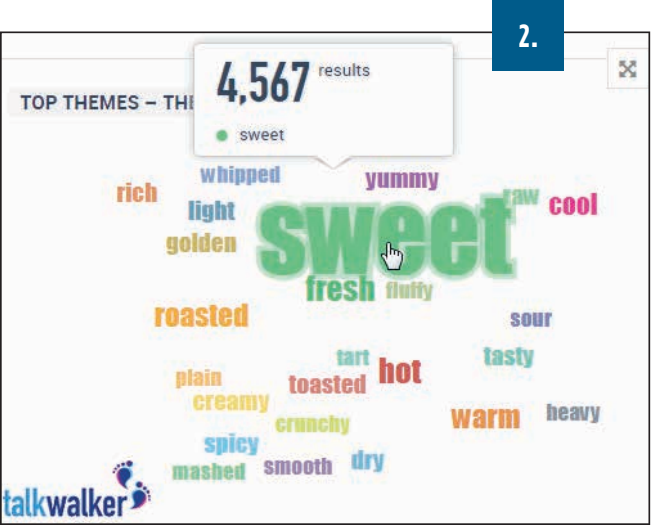 2.
4,567 results
sweet
TOP THEMES – THE
whipped
yummy
rich
raw
cool
light
sweet
golden
fresh
fluffy
roasted
sour
tart
hot
tasty
plain
toasted
creamy
warm
heavy
crunchy
spicy
mashed
smooth
dry
talkwalker